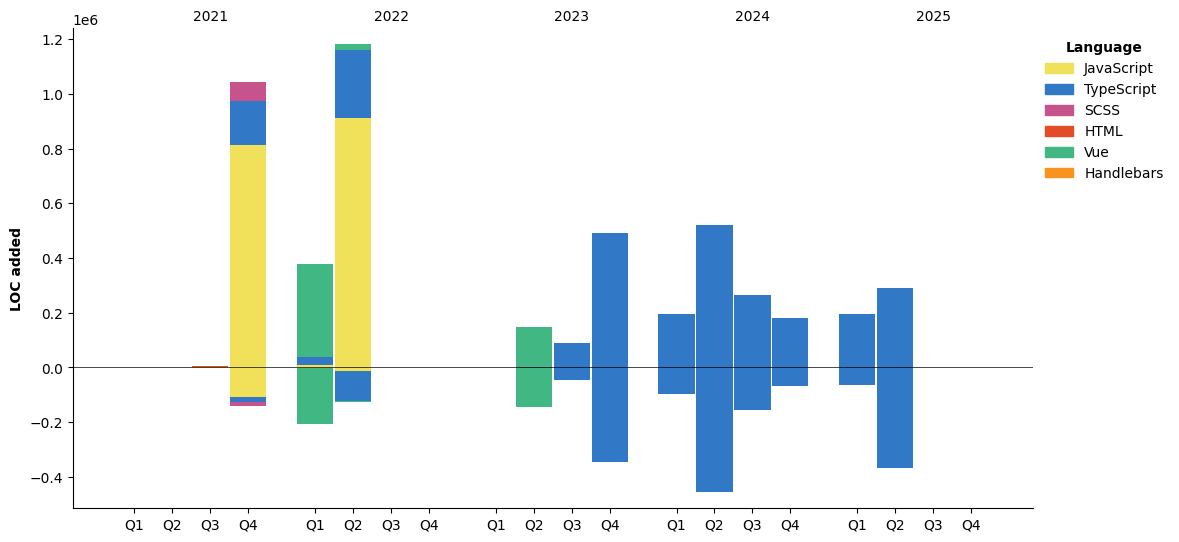 2021 2022 2023 2024 2025
1e6
1.2
1.0
0.8
0.6
0.4
0.2
0.0
−0.2
−0.4
LOC added
Q1 Q2 Q3 Q4 Q1 Q2 Q3 Q4 Q1 Q2 Q3 Q4 Q1 Q2 Q3 Q4 Q1 Q2 Q3 Q4
Language
JavaScript
TypeScript
SCSS
HTML
Vue
Handlebars